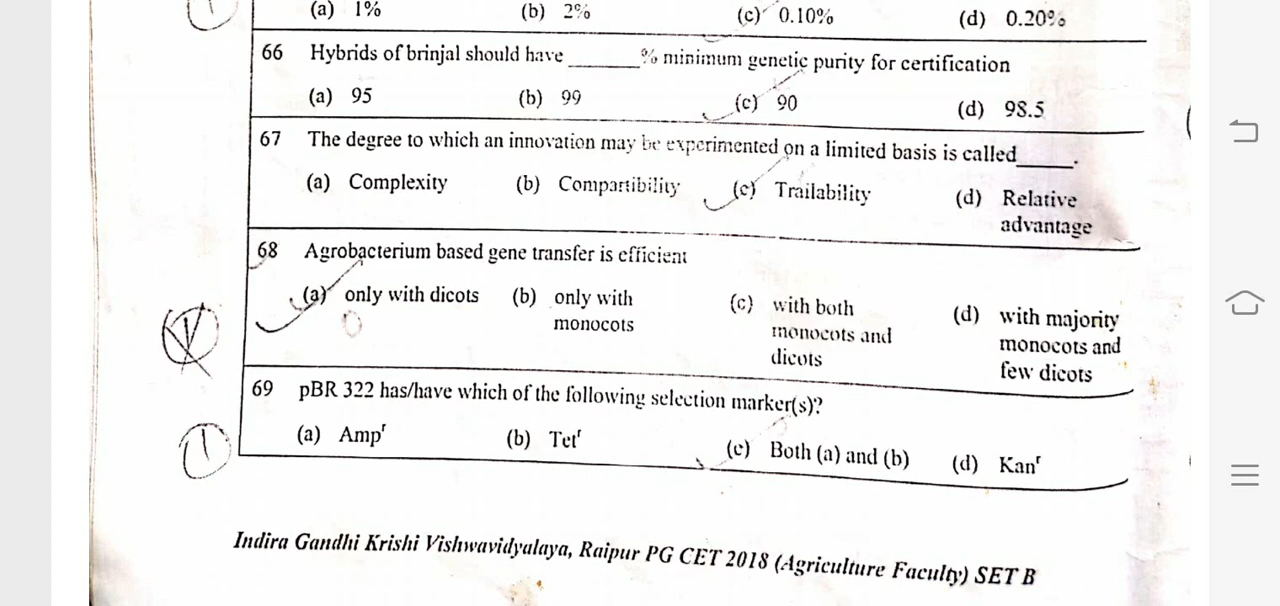 (a) 1% (b) 2% (c) 0.10% (d) 0.20%
66 Hybrids of brinjal should have ______% minimum genetic purity for certification
(a) 95 (b) 99 (c) 90 (d) 98.5
67 The degree to which an innovation may be experimented on a limited basis is called______.
(a) Complexity (b) Compartibility (c) Trailability (d) Relative advantage
68 Agrobacterium based gene transfer is efficient
(a) only with dicots (b) only with monocots (c) with both monocots and dicots (d) with majority monocots and few dicots
69 pBR 322 has/have which of the following selection marker(s)?
(a) Ampʳ (b) Tetʳ (c) Both (a) and (b) (d) Kanʳ
Indira Gandhi Krishi Vishwavidyalaya, Raipur PG CET 2018 (Agriculture Faculty) SET B